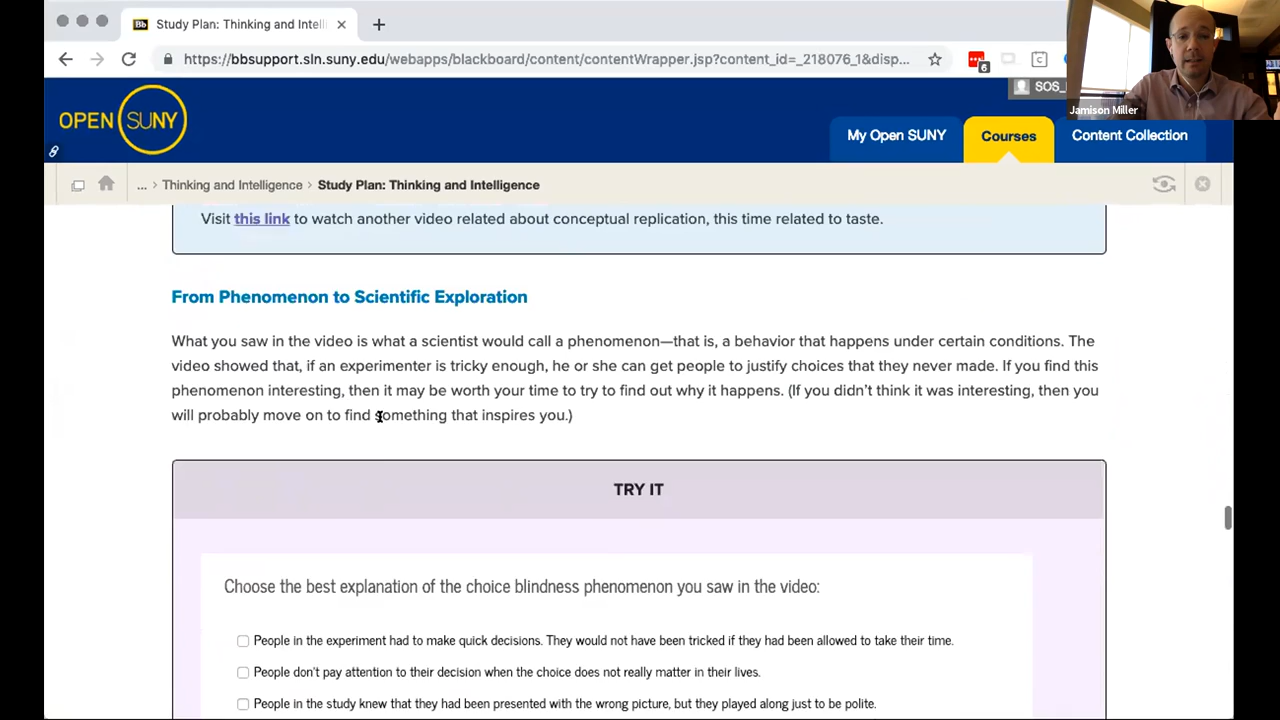 Bb
Study Plan: Thinking and Intelli
https://bbsupport.sln.suny.edu/webapps/blackboard/content/contentWrapper.jsp?content_id=_218076_1&disp...
6
C
SOS_
Jamison Miller
OPEN SUNY
My Open SUNY
Courses
Content Collection
... > Thinking and Intelligence > Study Plan: Thinking and Intelligence
Visit this link to watch another video related about conceptual replication, this time related to taste.
From Phenomenon to Scientific Exploration
What you saw in the video is what a scientist would call a phenomenon—that is, a behavior that happens under certain conditions. The
video showed that, if an experimenter is tricky enough, he or she can get people to justify choices that they never made. If you find this
phenomenon interesting, then it may be worth your time to try to find out why it happens. (If you didn't think it was interesting, then you
will probably move on to find something that inspires you.)
TRY IT
Choose the best explanation of the choice blindness phenomenon you saw in the video:
People in the experiment had to make quick decisions. They would not have been tricked if they had been allowed to take their time.
People don't pay attention to their decision when the choice does not really matter in their lives.
People in the study knew that they had been presented with the wrong picture, but they played along just to be polite.